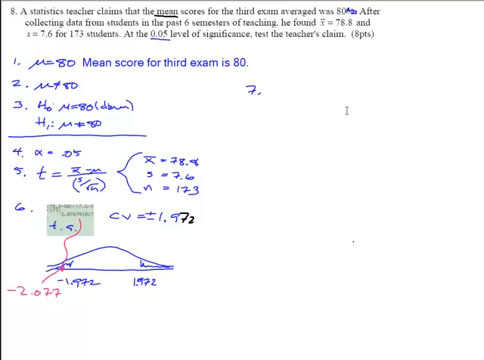 8. A statistics teacher claims that the mean scores for the third exam averaged was 80. After
collecting data from students in the past 6 semesters of teaching, he found x̄ = 78.8 and
s = 7.6 for 173 students. At the 0.05 level of significance, test the teacher's claim. (8pts)
1. μ = 80 Mean score for third exam is 80.
2. μ ≠ 80
7.
3. H₀: μ = 80 (claim)
H₁: μ ≠ 80
4. α = .05
5. t = (x̄ − μ) / (s/√n)
x̄ = 78.8
s = 7.6
n = 173
6.
t.s.
CV = ±1.972
−1.972 1.972
−2.077